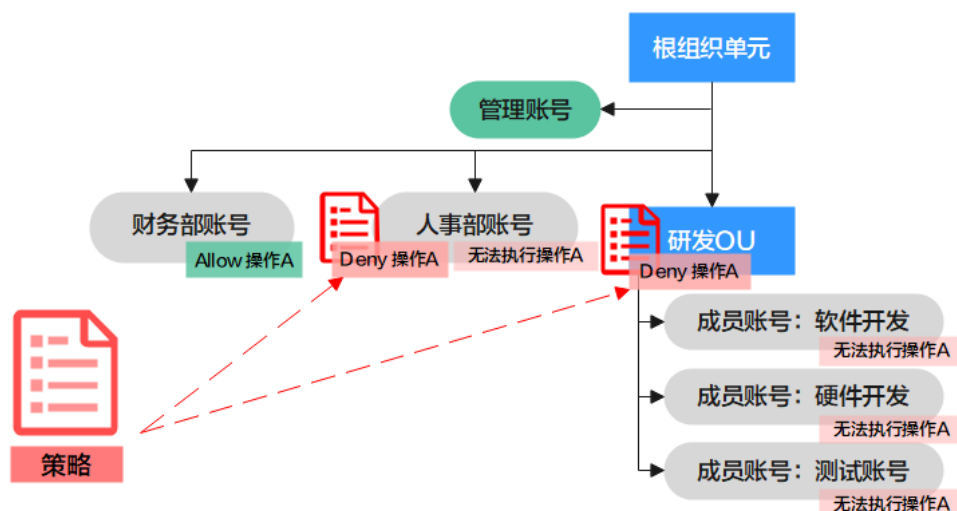 根组织单元
管理账号
财务部账号
Allow 操作A
人事部账号
Deny 操作A
无法执行操作A
研发OU
Deny 操作A
成员账号：软件开发
无法执行操作A
成员账号：硬件开发
无法执行操作A
成员账号：测试账号
无法执行操作A
策略